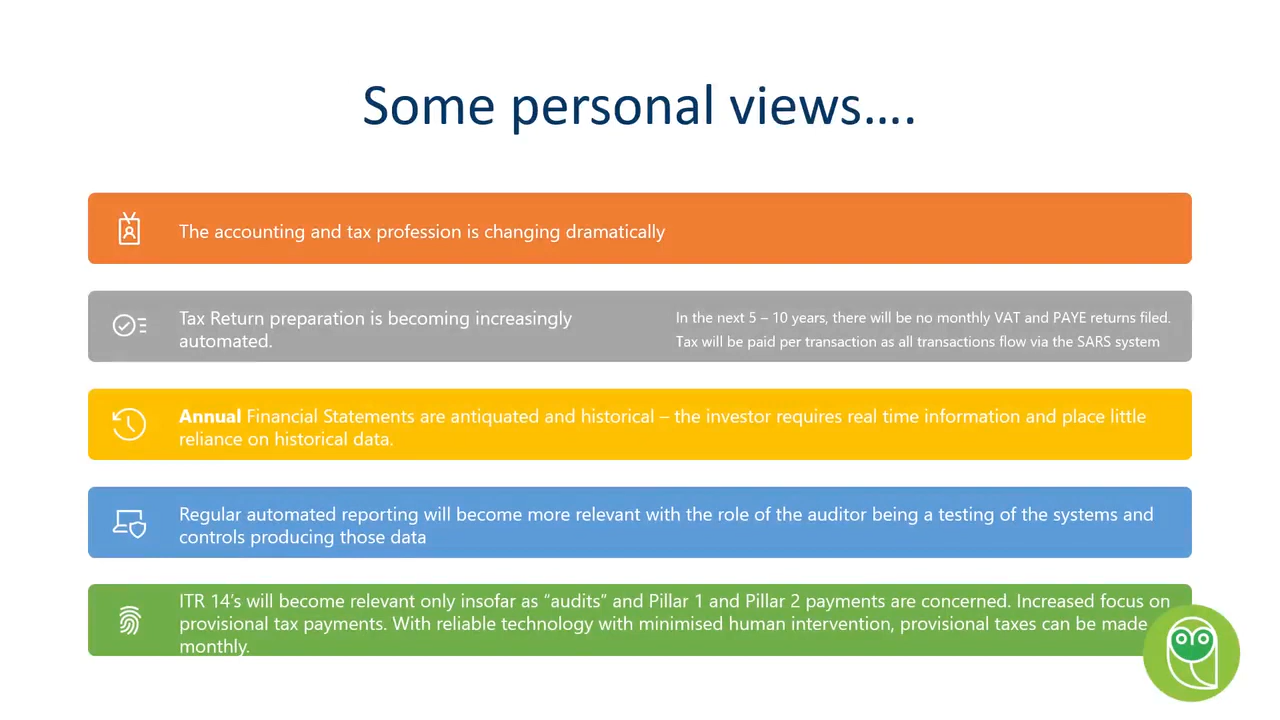 Some personal views….
The accounting and tax profession is changing dramatically
Tax Return preparation is becoming increasingly
automated.
In the next 5 – 10 years, there will be no monthly VAT and PAYE returns filed.
Tax will be paid per transaction as all transactions flow via the SARS system
Annual Financial Statements are antiquated and historical – the investor requires real time information and place little
reliance on historical data.
Regular automated reporting will become more relevant with the role of the auditor being a testing of the systems and
controls producing those data
ITR 14’s will become relevant only insofar as “audits” and Pillar 1 and Pillar 2 payments are concerned. Increased focus on
provisional tax payments. With reliable technology with minimised human intervention, provisional taxes can be made
monthly.